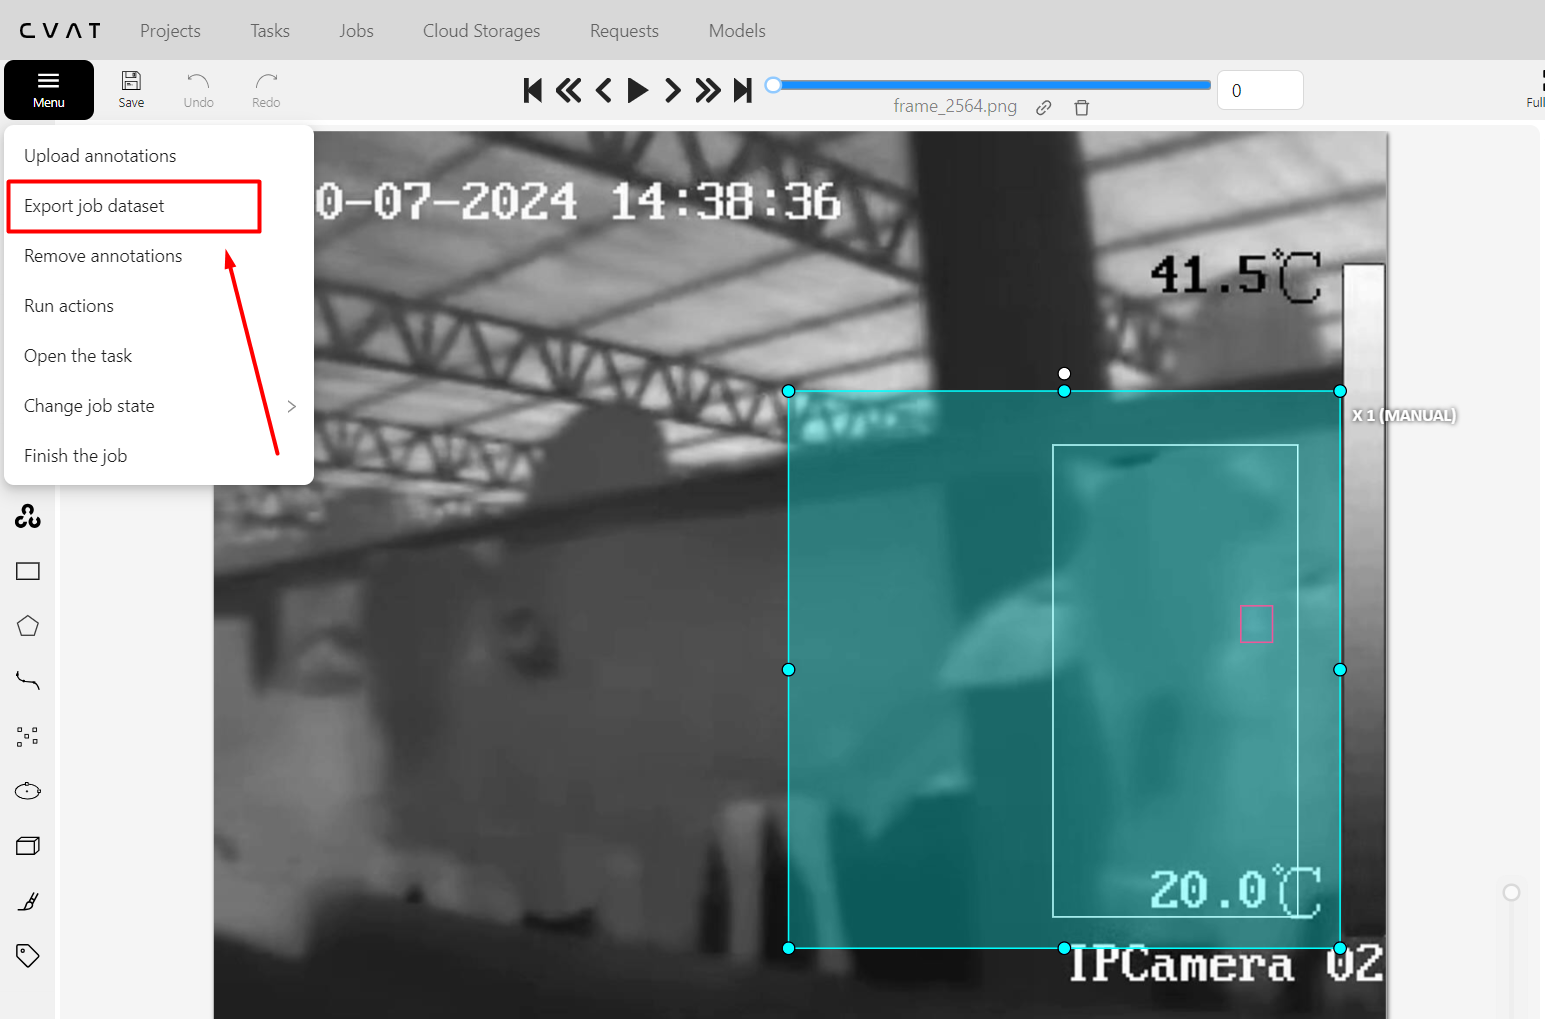 CVAT Projects Tasks Jobs Cloud Storages Requests Models
Menu Save Undo Redo 0
frame_2564.png
Full
Upload annotations
Export job dataset
Remove annotations
Run actions
Open the task
Change job state
Finish the job
0-07-2024 14:38:36
41.5℃
X 1 (MANUAL)
20.0℃
IPCamera 02